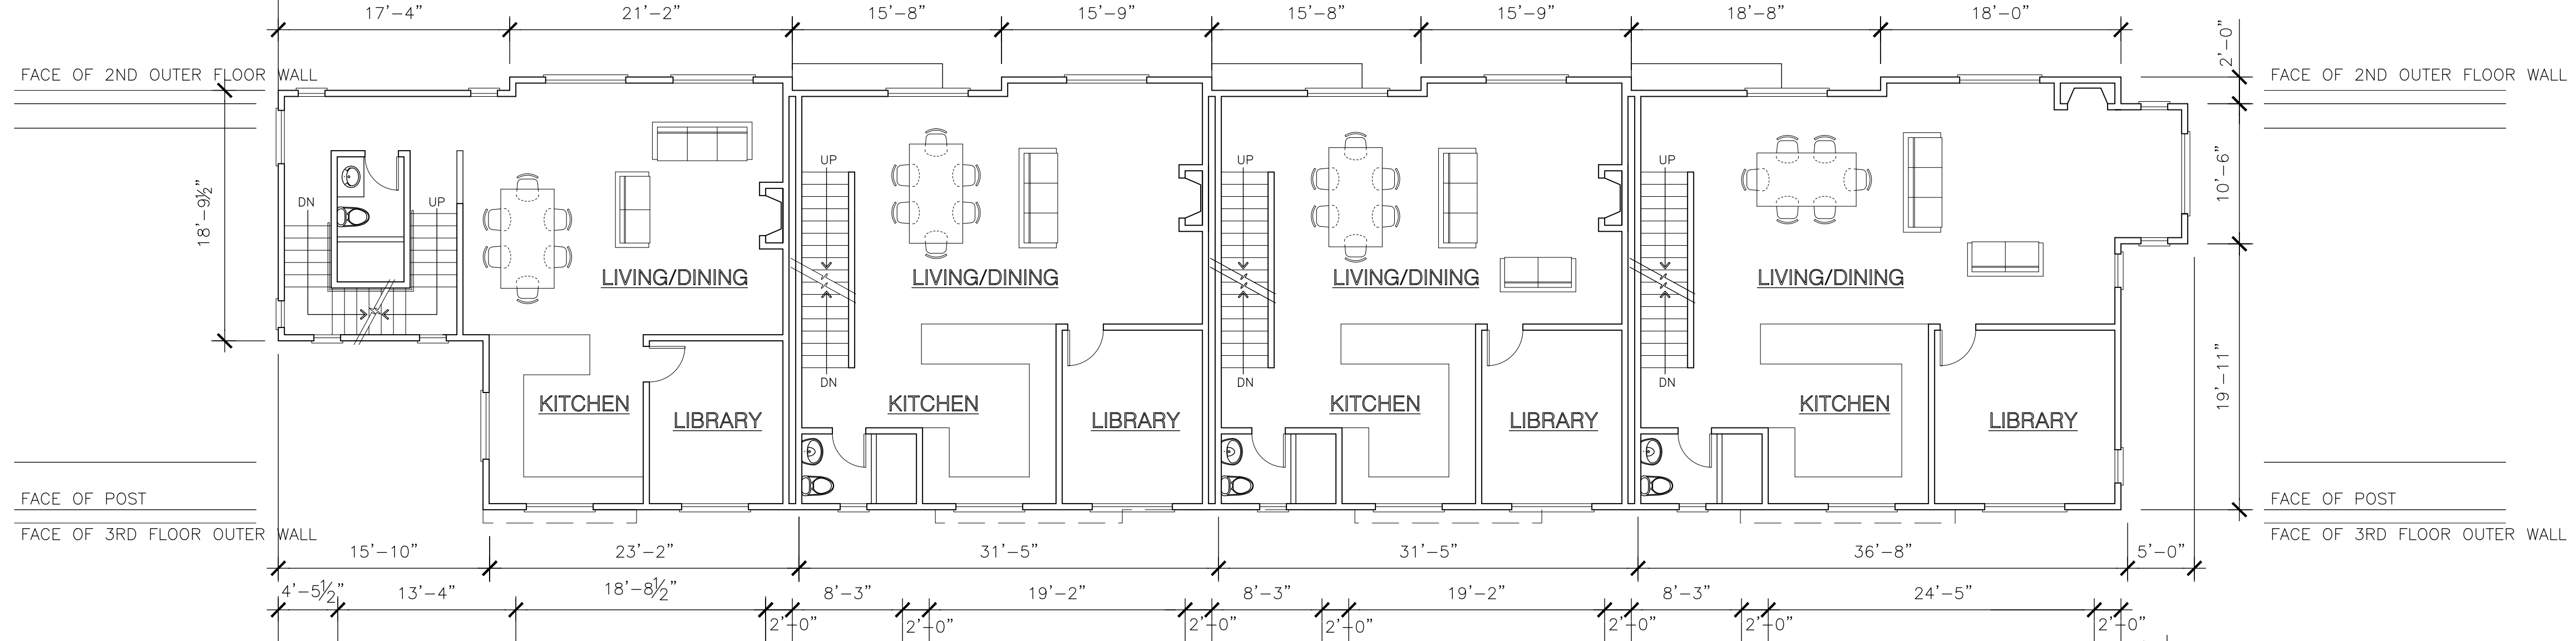 17'-4" 21'-2" 15'-8" 15'-9" 15'-8" 15'-9" 18'-8" 18'-0"
2'-0"
FACE OF 2ND OUTER FLOOR WALL
FACE OF 2ND OUTER FLOOR WALL
18'-9½"
10'-6"
19'-11"
UP UP UP
DN UP
LIVING/DINING LIVING/DINING LIVING/DINING LIVING/DINING
DN DN DN
KITCHEN KITCHEN KITCHEN KITCHEN
LIBRARY LIBRARY LIBRARY LIBRARY
FACE OF POST
FACE OF POST
FACE OF 3RD FLOOR OUTER WALL
FACE OF 3RD FLOOR OUTER WALL
15'-10" 23'-2" 31'-5" 31'-5" 36'-8" 5'-0"
4'-5½" 13'-4" 18'-8½" 8'-3" 19'-2" 8'-3" 19'-2" 8'-3" 24'-5"
2'-0" 2'-0" 2'-0" 2'-0" 2'-0" 2'-0" 2'-0"